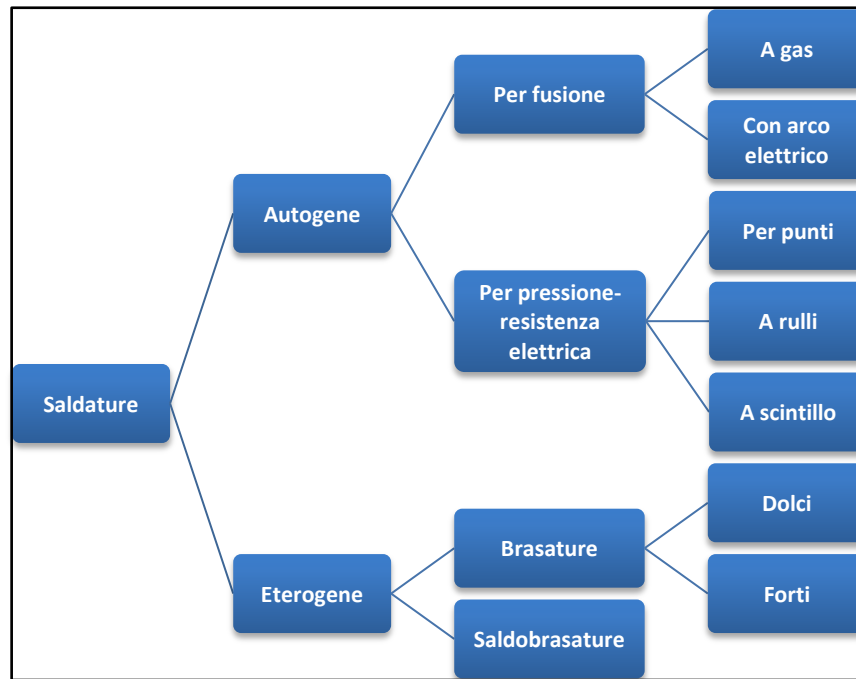 Saldature
Autogene
Per fusione
A gas
Con arco
elettrico
Per pressione-
resistenza
elettrica
Per punti
A rulli
A scintillo
Eterogene
Brasature
Dolci
Forti
Saldobrasature